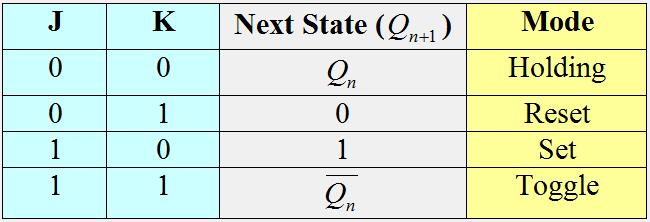 J K Next State (Qₙ₊₁) Mode
0 0 Qₙ Holding
0 1 0 Reset
1 0 1 Set
1 1 Q̅ₙ Toggle